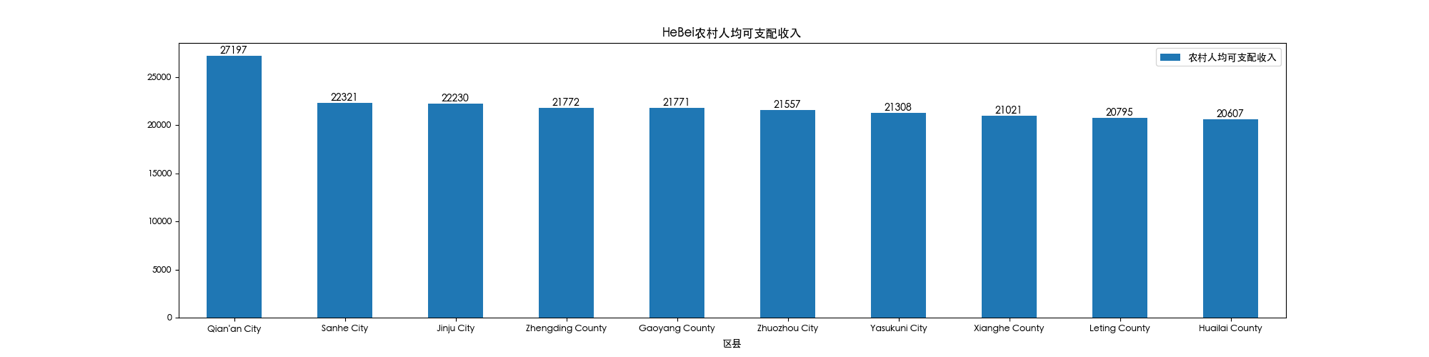 HeBei农村人均可支配收入
农村人均可支配收入
27197
22321
22230
21772
21771
21557
21308
21021
20795
20607
25000
20000
15000
10000
5000
0
Qian'an City
Sanhe City
Jinju City
Zhengding County
Gaoyang County
Zhuozhou City
Yasukuni City
Xianghe County
Leting County
Huailai County
区县